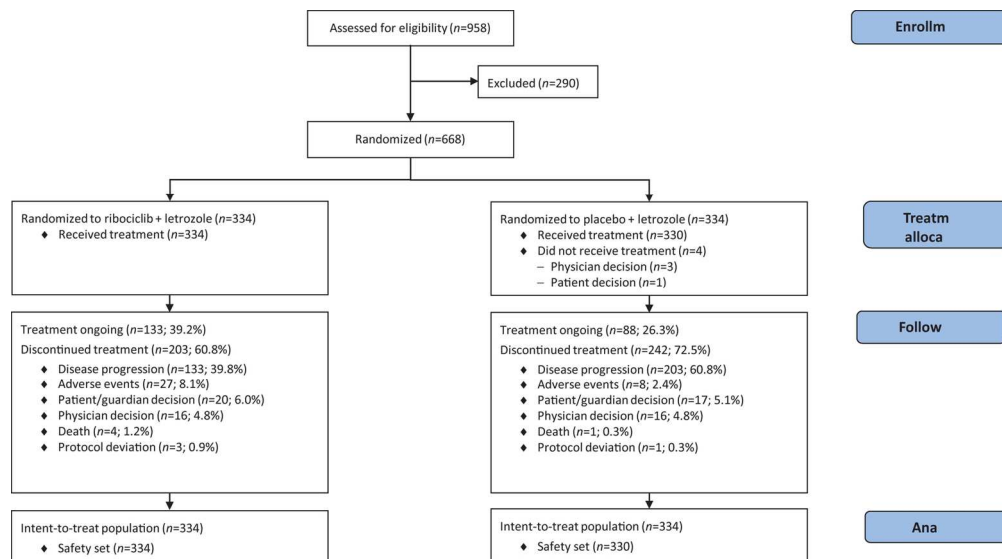 Assessed for eligibility (n=958)
Enrollm
Excluded (n=290)
Randomized (n=668)
Randomized to ribociclib + letrozole (n=334)
♦ Received treatment (n=334)
Randomized to placebo + letrozole (n=334)
♦ Received treatment (n=330)
♦ Did not receive treatment (n=4)
– Physician decision (n=3)
– Patient decision (n=1)
Treatm
alloca
Treatment ongoing (n=133; 39.2%)
Discontinued treatment (n=203; 60.8%)
♦ Disease progression (n=133; 39.8%)
♦ Adverse events (n=27; 8.1%)
♦ Patient/guardian decision (n=20; 6.0%)
♦ Physician decision (n=16; 4.8%)
♦ Death (n=4; 1.2%)
♦ Protocol deviation (n=3; 0.9%)
Treatment ongoing (n=88; 26.3%)
Discontinued treatment (n=242; 72.5%)
♦ Disease progression (n=203; 60.8%)
♦ Adverse events (n=8; 2.4%)
♦ Patient/guardian decision (n=17; 5.1%)
♦ Physician decision (n=16; 4.8%)
♦ Death (n=1; 0.3%)
♦ Protocol deviation (n=1; 0.3%)
Follow
Intent-to-treat population (n=334)
♦ Safety set (n=334)
Intent-to-treat population (n=334)
♦ Safety set (n=330)
Ana